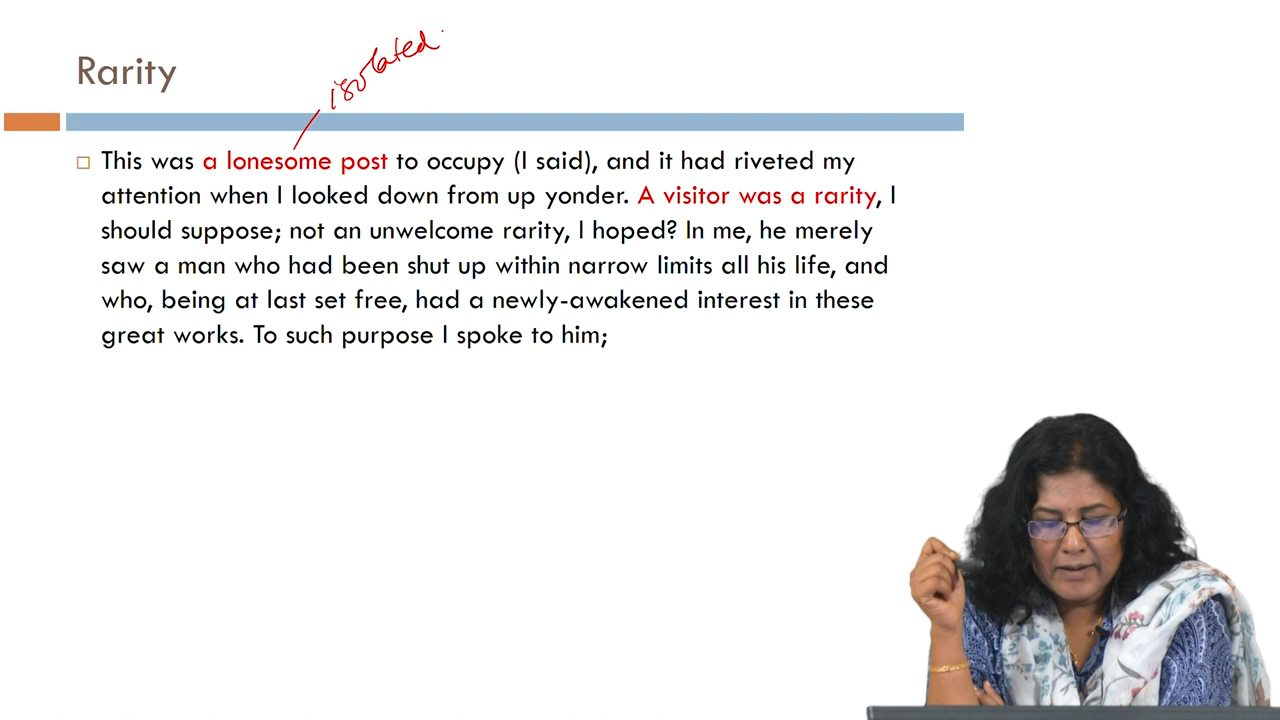 Rarity
isolated
This was a lonesome post to occupy (I said), and it had riveted my
attention when I looked down from up yonder. A visitor was a rarity, I
should suppose; not an unwelcome rarity, I hoped? In me, he merely
saw a man who had been shut up within narrow limits all his life, and
who, being at last set free, had a newly-awakened interest in these
great works. To such purpose I spoke to him;